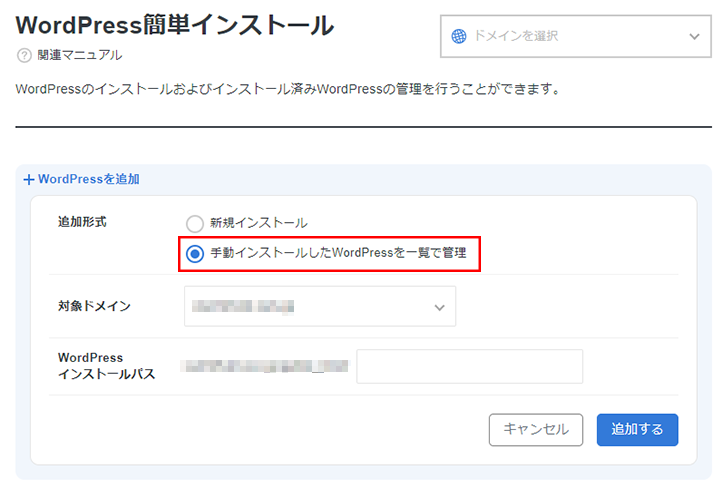 WordPress簡単インストール
ドメインを選択
? 関連マニュアル
WordPressのインストールおよびインストール済みWordPressの管理を行うことができます。
+ WordPressを追加
追加形式
新規インストール
手動インストールしたWordPressを一覧で管理
対象ドメイン
WordPress
インストールパス
キャンセル
追加する